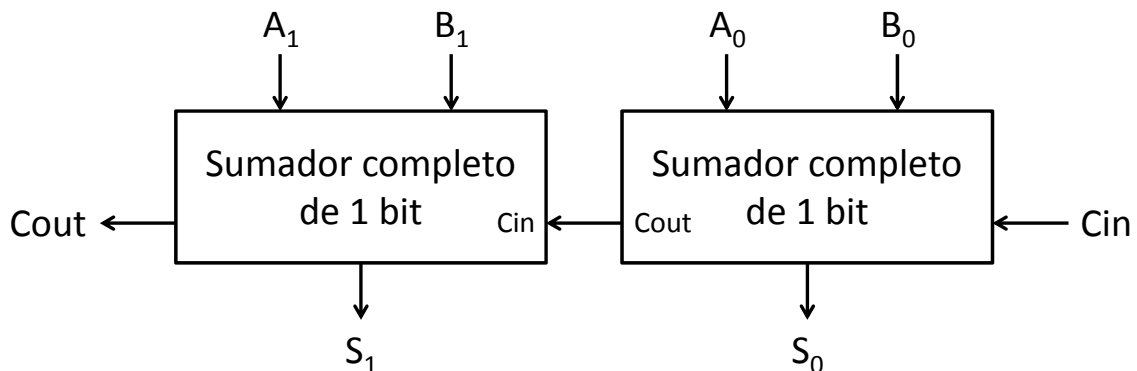 A₁ B₁ A₀ B₀
Sumador completo
de 1 bit
Sumador completo
de 1 bit
Cout Cin Cout Cin
S₁ S₀